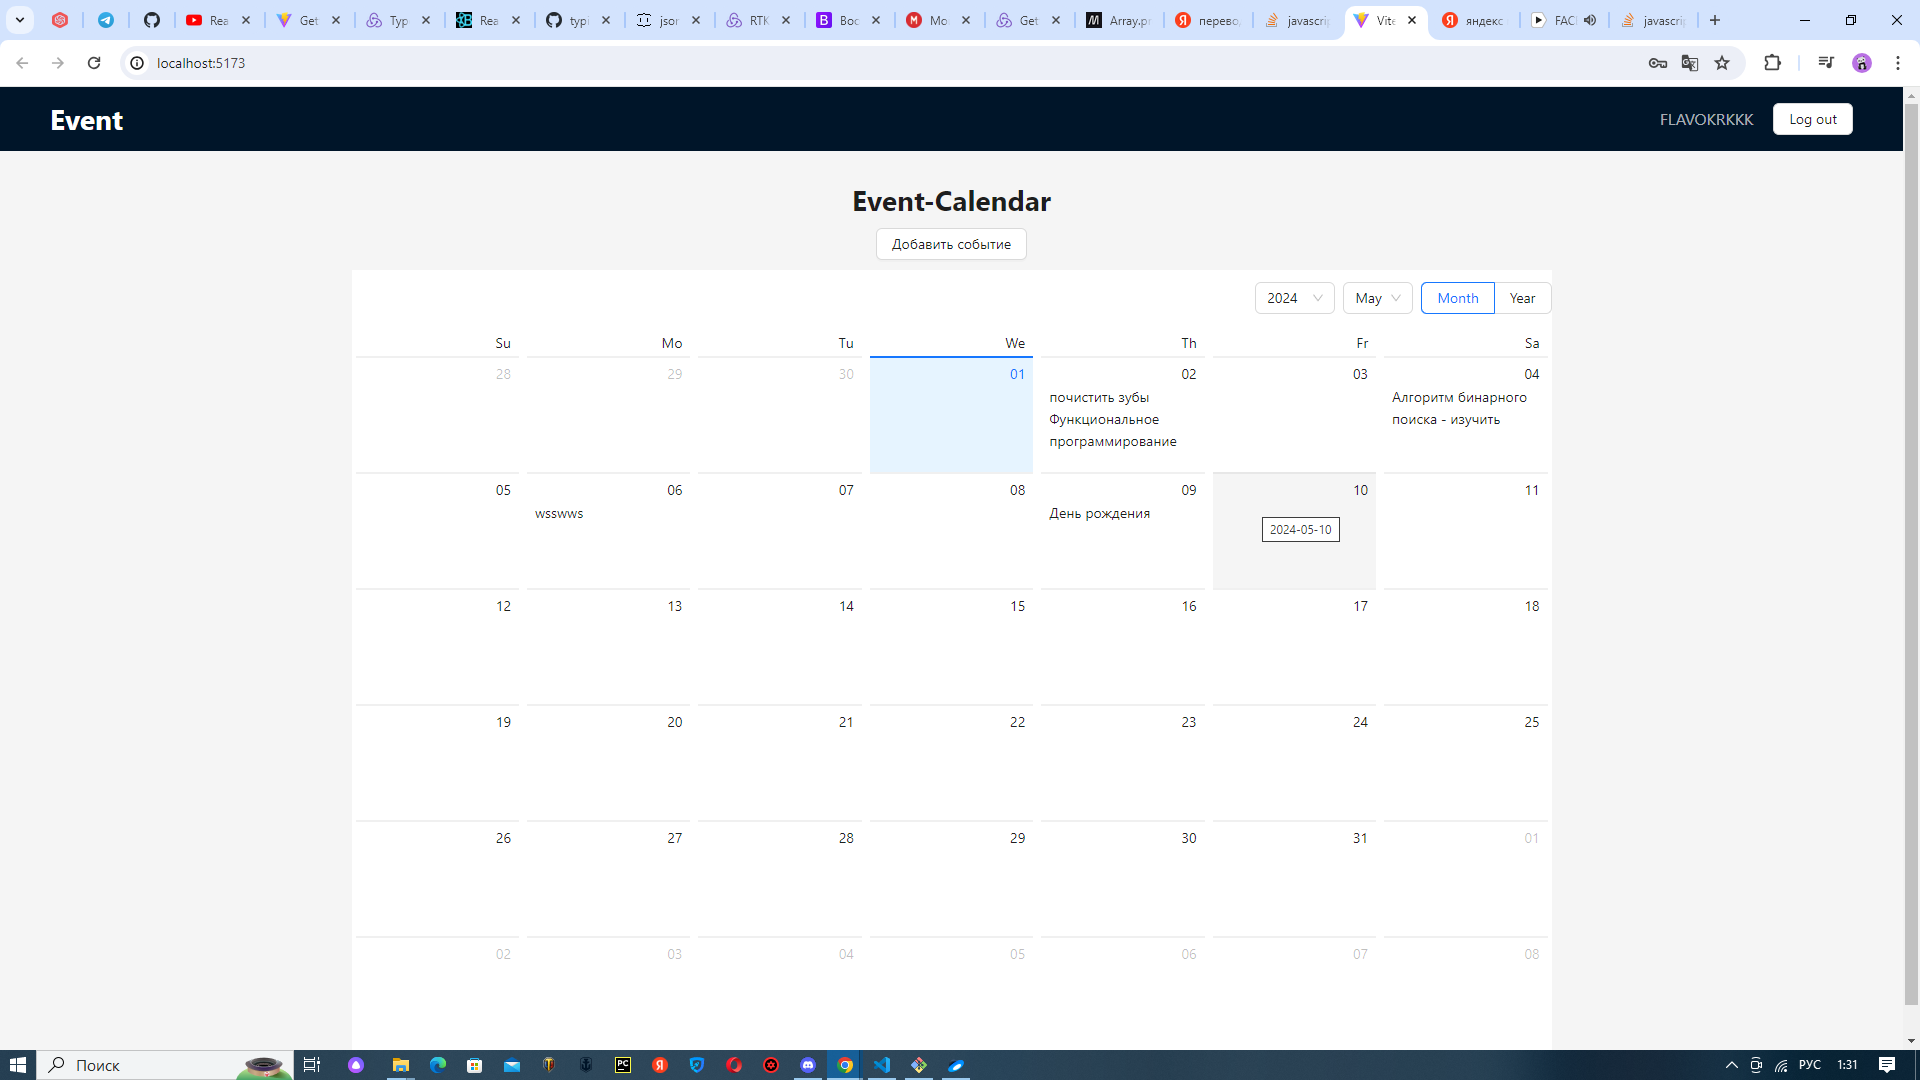 Rea
Get
Typ
Rea
typi
jsor
RTK
Boo
Mo
Get
Array.pr
перево
javascri
Vite
яндекс
FACI
javascri
localhost:5173
Event
FLAVOKRKKK
Log out
Event-Calendar
Добавить событие
2024
May
Month
Year
Su Mo Tu We Th Fr Sa
28 29 30 01 02 03 04
почистить зубы
Функциональное
программирование
Алгоритм бинарного
поиска - изучить
05 06 07 08 09 10 11
wsswws
День рождения
2024-05-10
12 13 14 15 16 17 18
19 20 21 22 23 24 25
26 27 28 29 30 31 01
02 03 04 05 06 07 08
Поиск
РУС
1:31